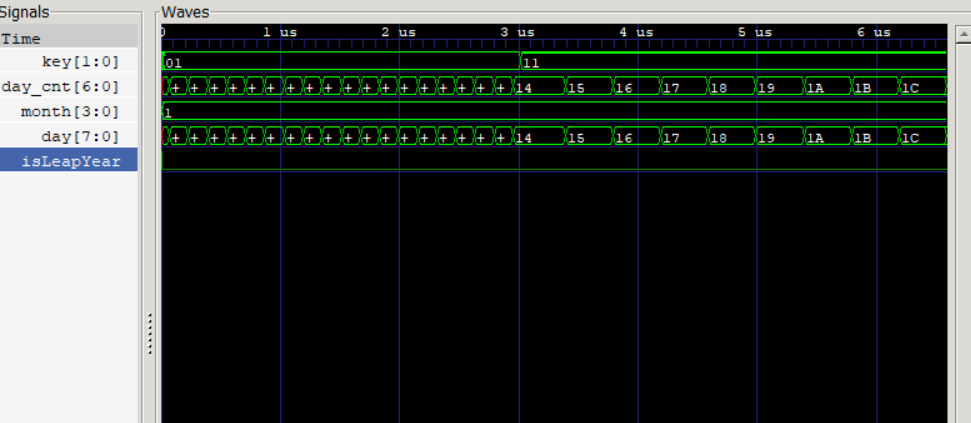 Signals
Waves
Time
0 1 us 2 us 3 us 4 us 5 us 6 us
key[1:0] 01 11
day_cnt[6:0] + + + + + + + + + + + + + + + + + + 14 15 16 17 18 19 1A 1B 1C
month[3:0] 1
day[7:0] + + + + + + + + + + + + + + + + + + 14 15 16 17 18 19 1A 1B 1C
isLeapYear